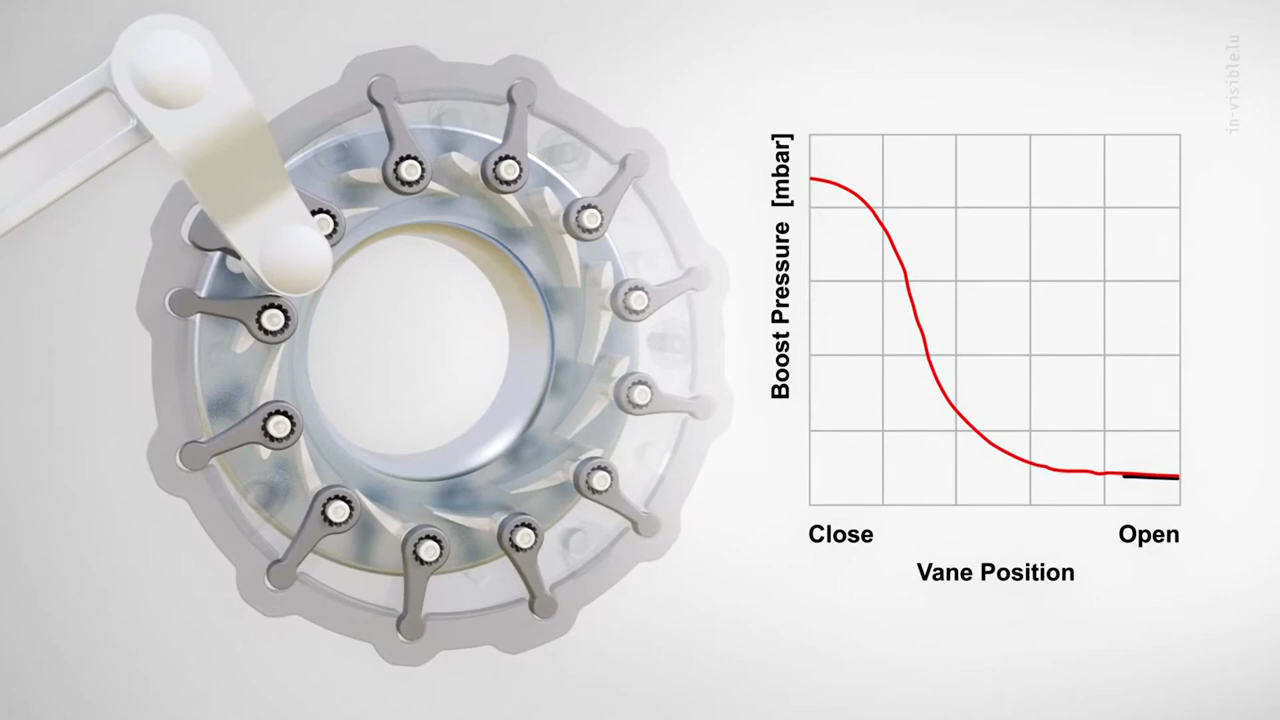 in-visible.lu
Boost Pressure [mbar]
Close
Open
Vane Position